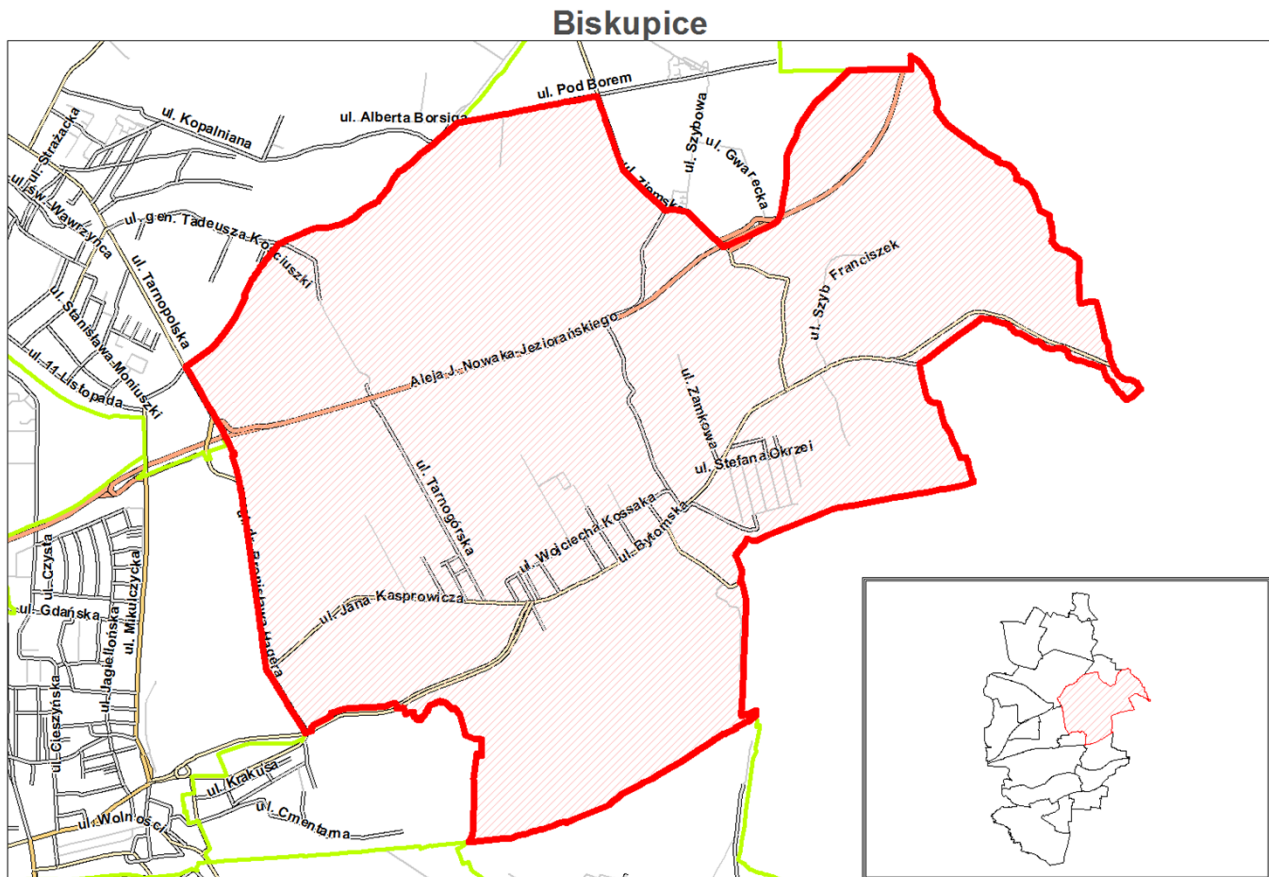 Biskupice
ul. Pod Borem
ul. Kopalniana
ul. Alberta Borsiga
ul. Szybowa
ul. Strażacka
ul. Gwarecka
ul. Ziemska
ul. św. Wawrzyńca
ul. gen. Tadeusza Kościuszki
ul. Tarnopolska
ul. Szyb Franciszek
ul. Stanisława Moniuszki
ul. 11 Listopada
Aleja J. Nowaka-Jeziorańskiego
ul. Zamkowa
ul. Stefana Okrzei
ul. Tarnogórska
ul. Wojciecha Kossaka
ul. Bytomska
ul. dr. Bronisława Hagera
ul. Czysta
ul. Mikulczycka
ul. Gdańska
ul. Jagiellońska
ul. Jana Kasprowicza
ul. Cieszyńska
ul. Krakusa
ul. Cmentarna
ul. Wolności